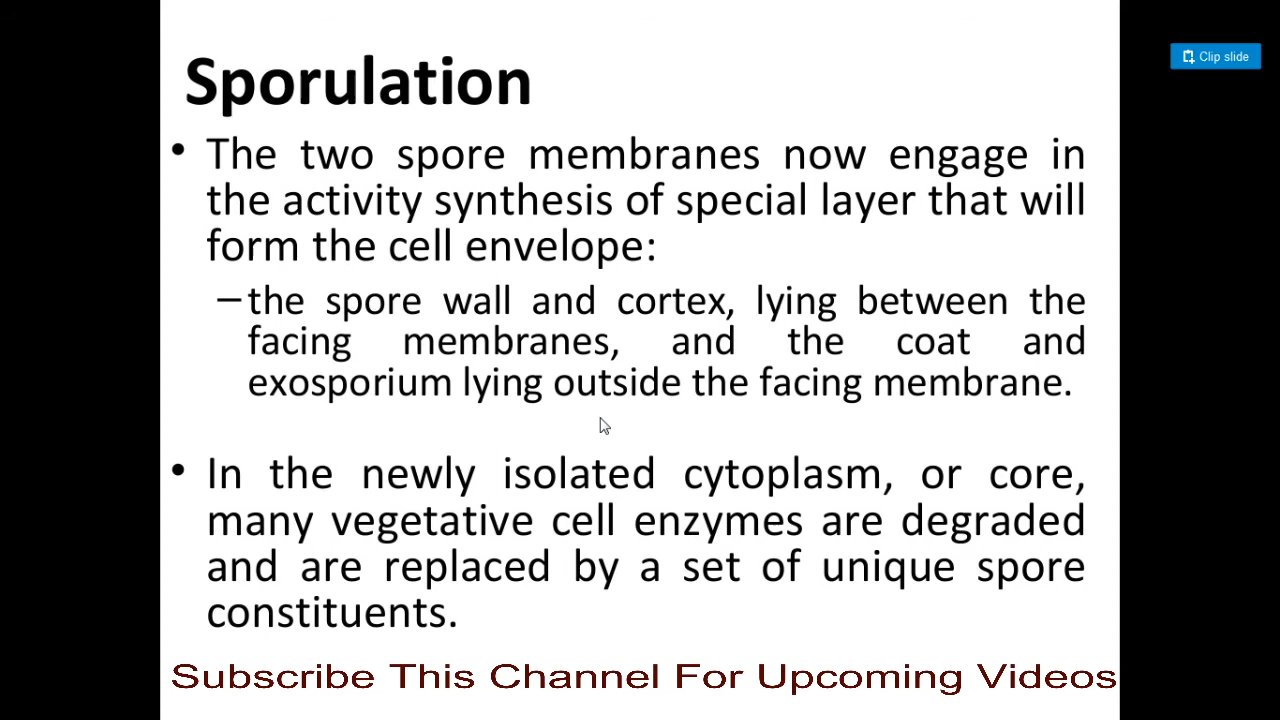 Clip slide
Sporulation
• The two spore membranes now engage in
the activity synthesis of special layer that will
form the cell envelope:
–the spore wall and cortex, lying between the
facing membranes, and the coat and
exosporium lying outside the facing membrane.
• In the newly isolated cytoplasm, or core,
many vegetative cell enzymes are degraded
and are replaced by a set of unique spore
constituents.
Subscribe This Channel For Upcoming Videos